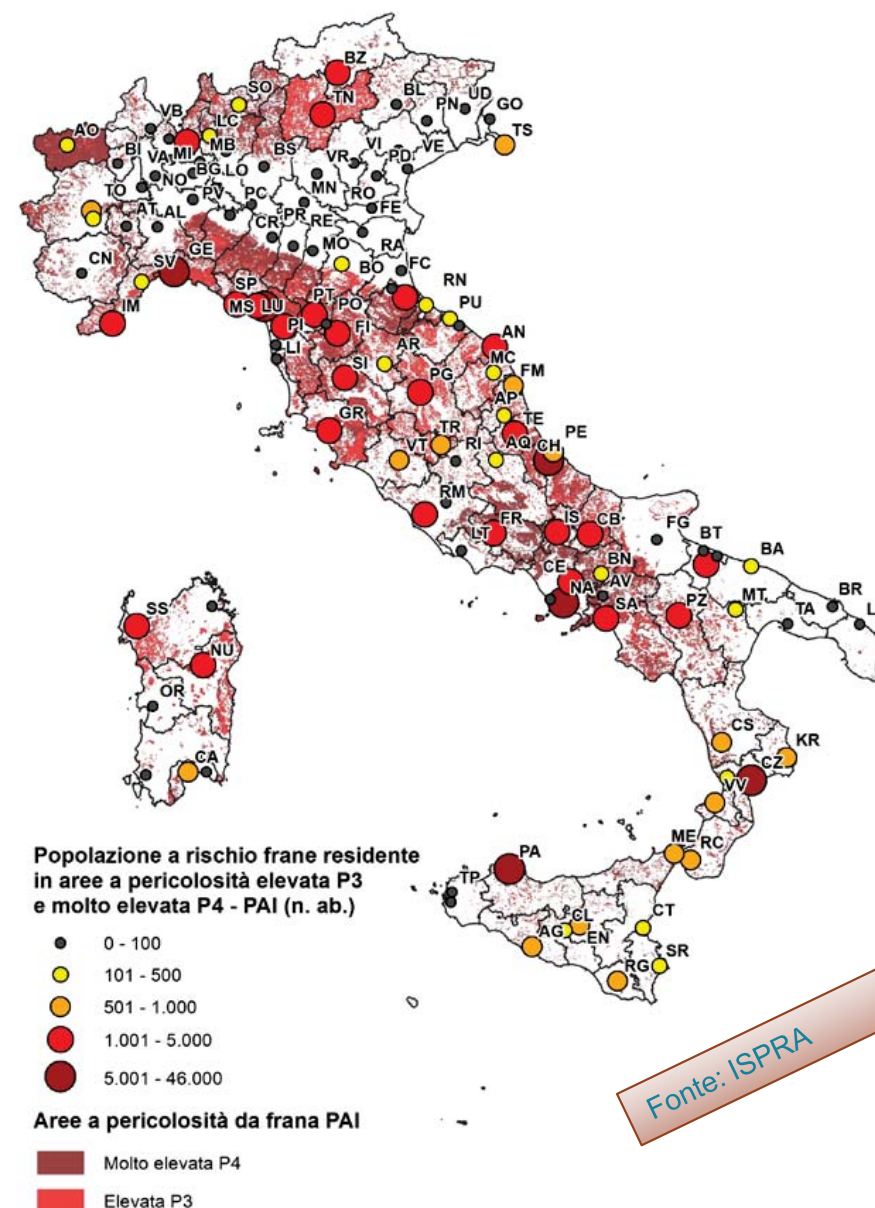 BZ
SO
TN
BL
UD
PN
GO
VB
LC
TS
AO
MB
VI
VE
BI
VA
MI
BS
VR
PD
BG
LO
NO
TO
PV
MN
RO
PC
AT
AL
CR
PR
RE
FE
CN
GE
MO
RA
SV
BO
FC
SP
RN
IM
MS
LU
PT
PO
PU
PI
FI
AN
LI
AR
MC
SI
FM
PG
AP
GR
TR
TE
VT
RI
AQ
PE
CH
RM
FR
IS
CB
FG
LT
BT
BA
CE
BN
NA
AV
SA
PZ
MT
BR
TA
L
SS
NU
OR
CA
CS
KR
CZ
VV
PA
ME
RC
TP
CT
CL
AG
EN
SR
RG
Popolazione a rischio frane residente
in aree a pericolosità elevata P3
e molto elevata P4 - PAI (n. ab.)
0 - 100
101 - 500
501 - 1.000
1.001 - 5.000
5.001 - 46.000
Fonte: ISPRA
Aree a pericolosità da frana PAI
Molto elevata P4
Elevata P3